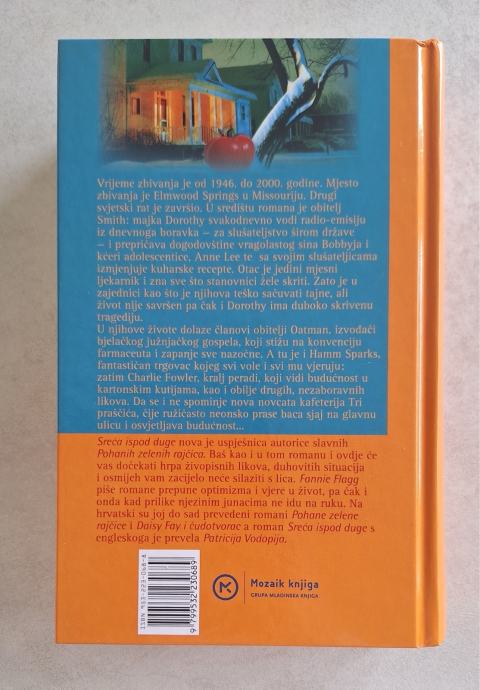 Vrijeme zbivanja je od 1946. do 2000. godine. Mjesto
zbivanja je Elmwood Springs u Missouriju. Drugi
svjetski rat je završio. U središtu romana je obitelj
Smith: majka Dorothy svakodnevno vodi radio-emisiju
iz dnevnoga boravka – za slušateljstvo širom države
– i prepričava dogodovštine vragolastog sina Bobbyja i
kćeri adolescentice, Anne Lee te sa svojim slušateljicama
izmjenjuje kuharske recepte. Otac je jedini mjesni
ljekarnik i zna sve što stanovnici žele skriti. Zato je u
zajednici kao što je njihova teško sačuvati tajne, ali
život nije savršen pa čak i Dorothy ima duboko skrivenu
tragediju.
U njihove živote dolaze članovi obitelji Oatman, izvođači
bjelačkog južnjačkog gospela, koji stižu na konvenciju
farmaceuta i zapanje sve nazočne. A tu je i Hamm Sparks,
fantastičan trgovac kojeg svi vole i svi mu vjeruju;
zatim Charlie Fowler, kralj peradi, koji vidi budućnost u
kartonskim kutijama, kao i obilje drugih, nezaboravnih
likova. Da se i ne spominje nova novcata kafeterija Tri
praščića, čije ružičasto neonsko prase baca sjaj na glavnu
ulicu i osvjetljava budućnost...
Sreća ispod duge nova je uspješnica autorice slavnih
Pohanih zelenih rajčica. Baš kao i u tom romanu i ovdje će
vas dočekati hrpa živopisnih likova, duhovitih situacija
i osmijeh vam zacijelo neće silaziti s lica. Fannie Flagg
piše romane prepune optimizma i vjere u život, pa čak i
onda kad prilike njezinim junacima ne idu na ruku. Na
hrvatski su joj do sad prevedeni romani Pohane zelene
rajčice i Daisy Fay i čudotvorac a roman Sreća ispod duge s
engleskoga je prevela Patricija Vodopija.
ISBN 953-223-068-8
9 799532 230689
Mozaik knjiga
GRUPA MLADINSKA KNJIGA